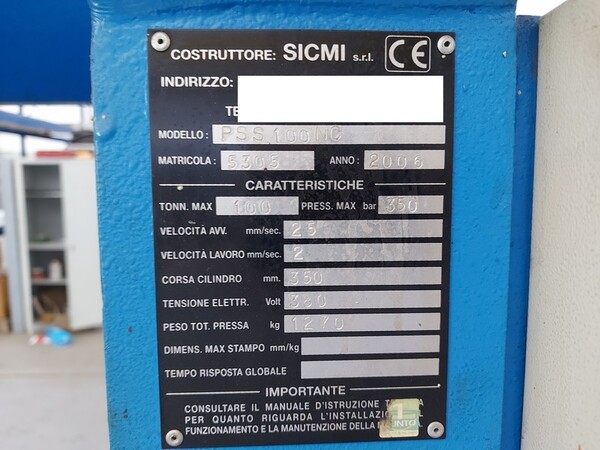 COSTRUTTORE: SICMI s.r.l. CE
INDIRIZZO:
MODELLO: PSS 100 NC
MATRICOLA: 5305 ANNO: 2006
CARATTERISTICHE
TONN. MAX 100 PRESS. MAX bar 350
VELOCITÀ AVV. mm/sec. 25
VELOCITÀ LAVORO mm/sec. 2
CORSA CILINDRO mm. 350
TENSIONE ELETTR. Volt 380
PESO TOT. PRESSA kg 1270
DIMENS. MAX STAMPO mm/kg
TEMPO RISPOSTA GLOBALE
IMPORTANTE
CONSULTARE IL MANUALE D'ISTRUZIONE
PER QUANTO RIGUARDA L'INSTALLAZIONE
FUNZIONAMENTO E LA MANUTENZIONE DELLA